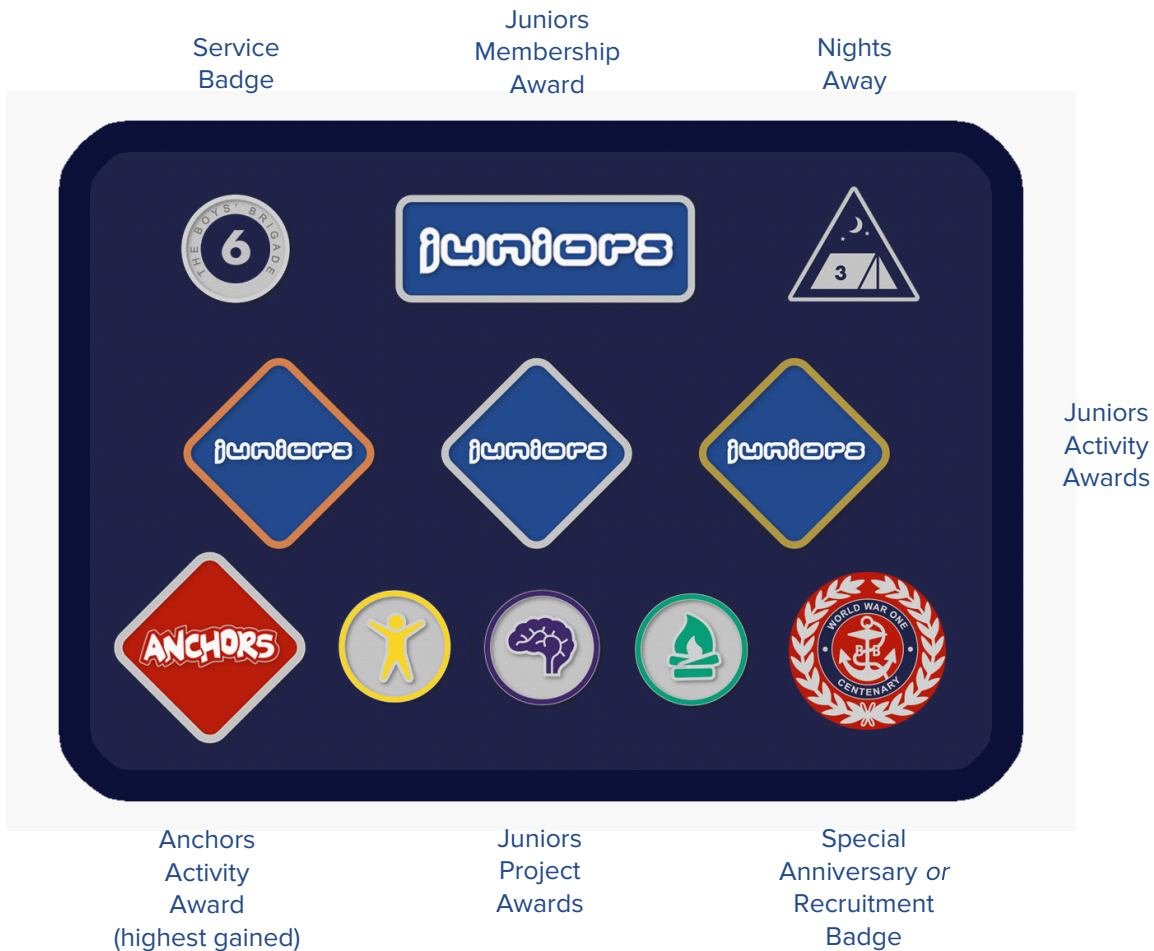 Service
Badge
Juniors
Membership
Award
Nights
Away
THE BOYS' BRIGADE
6
juniors
3
juniors
juniors
juniors
Juniors
Activity
Awards
ANCHORS
WORLD WAR ONE
B B
CENTENARY
Anchors
Activity
Award
(highest gained)
Juniors
Project
Awards
Special
Anniversary or
Recruitment
Badge